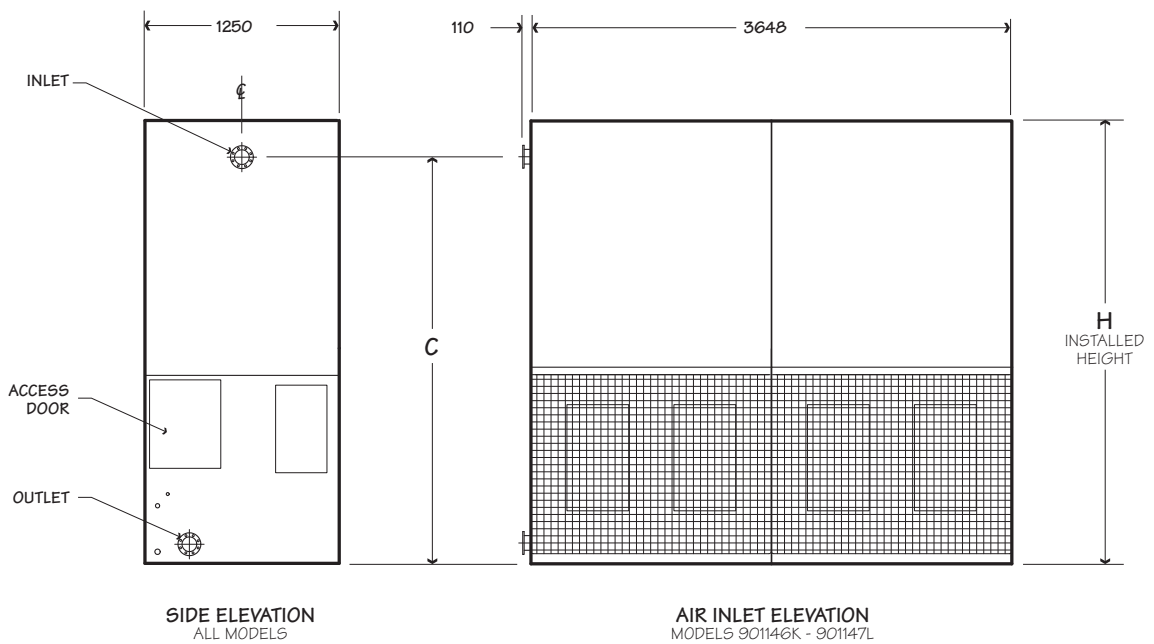 1250
110
3648
INLET
℄
C
H
INSTALLED
HEIGHT
ACCESS
DOOR
OUTLET
SIDE ELEVATION
ALL MODELS
AIR INLET ELEVATION
MODELS 901146K - 901147L